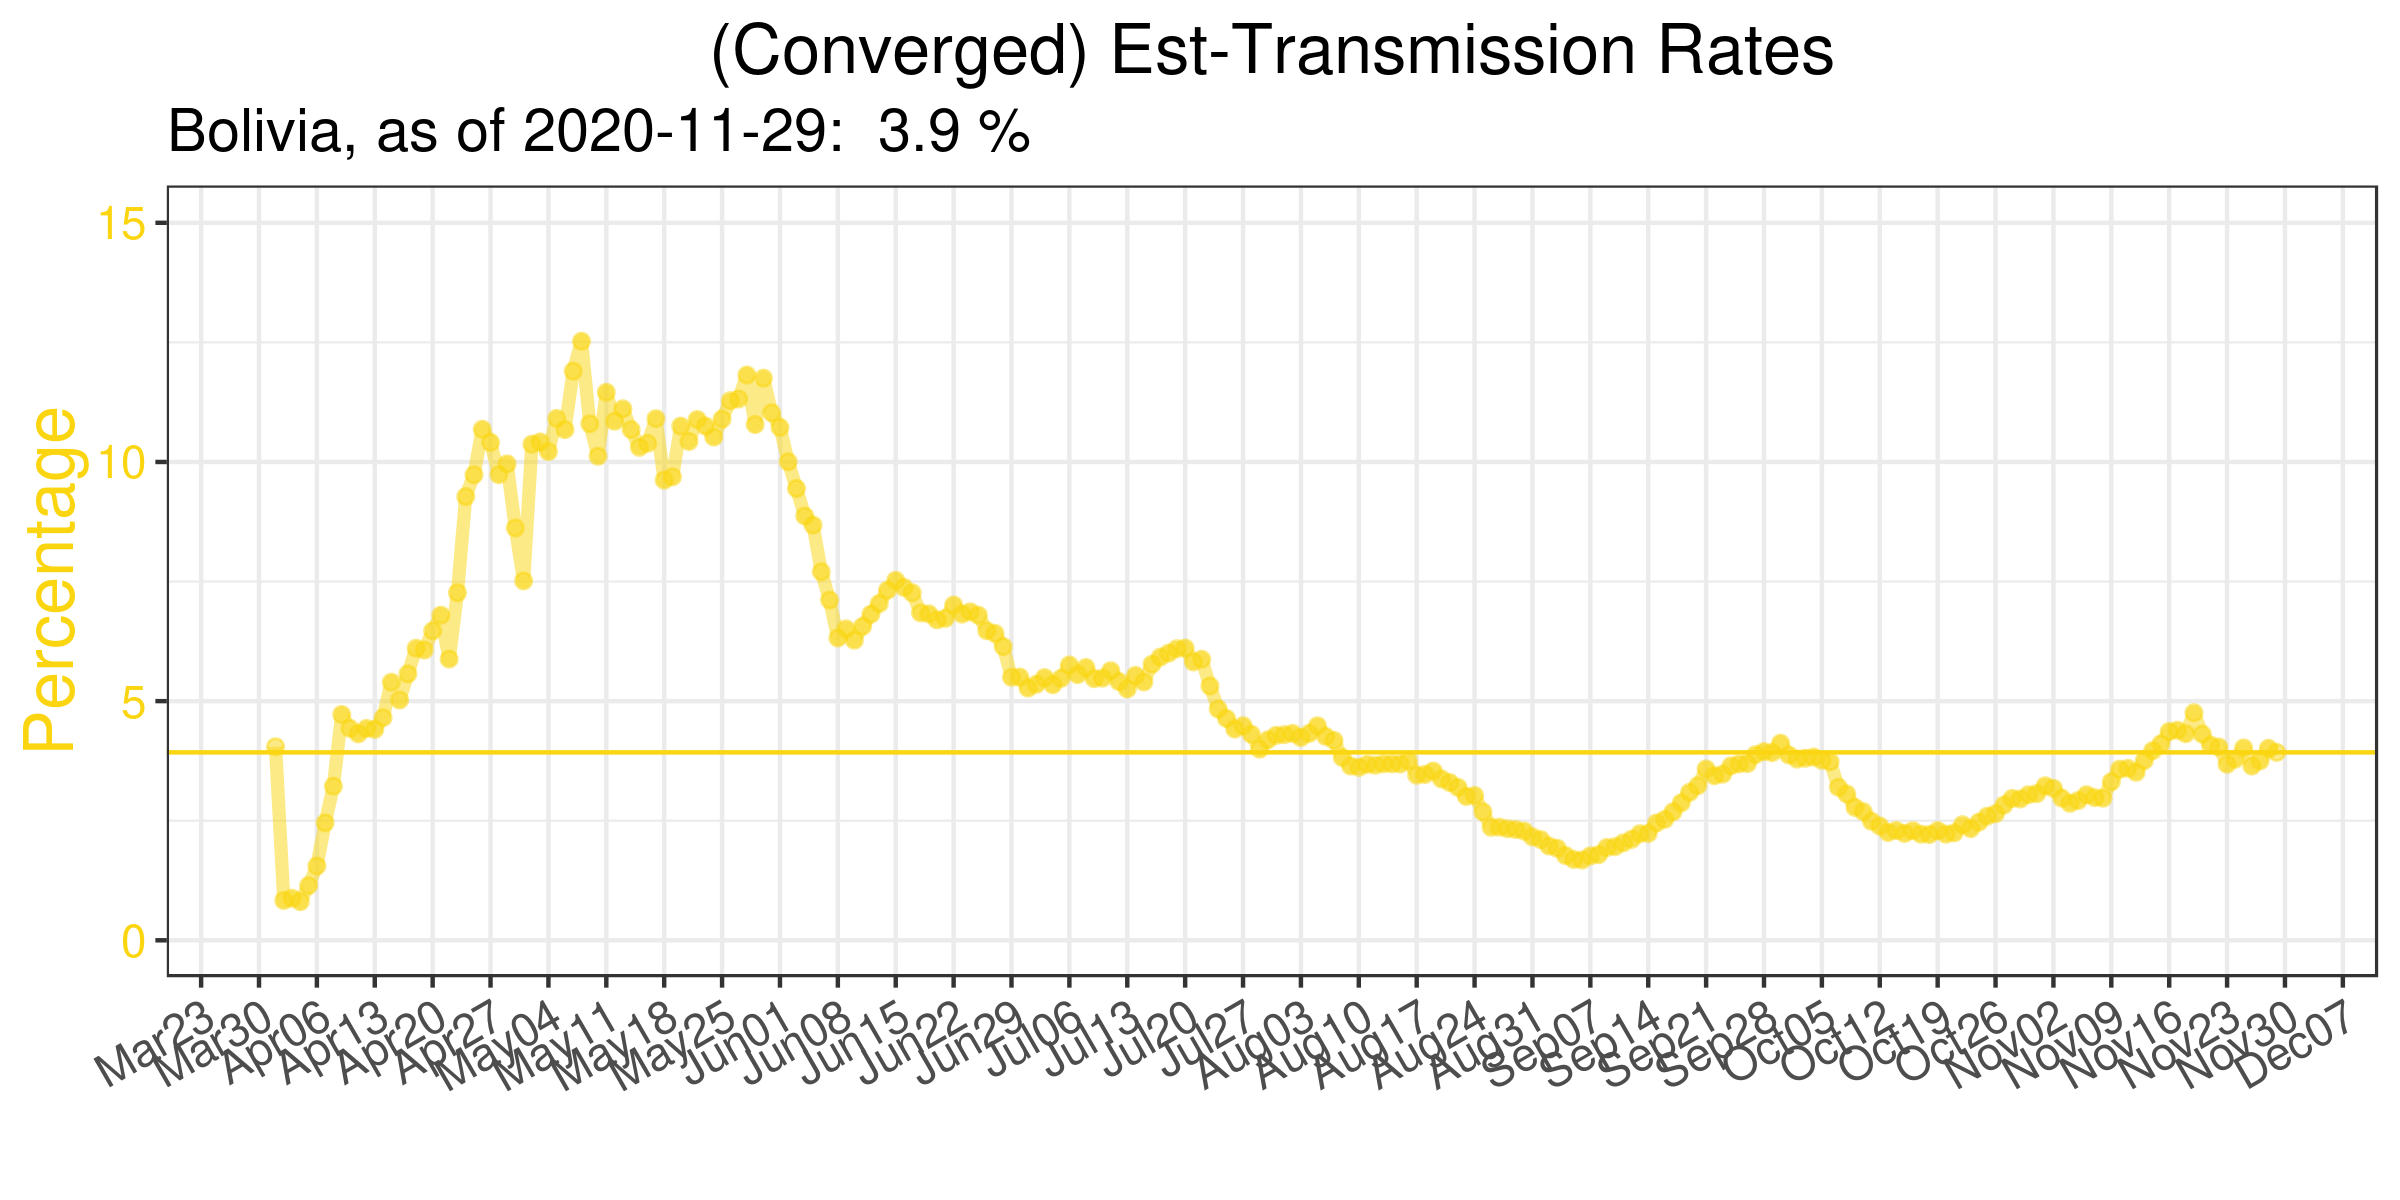 (Converged) Est-Transmission Rates
Bolivia, as of 2020-11-29:  3.9 %
Percentage
15
10
5
0
Mar23
Mar30
Apr06
Apr13
Apr20
Apr27
May04
May11
May18
May25
Jun01
Jun08
Jun15
Jun22
Jun29
Jul06
Jul13
Jul20
Jul27
Aug03
Aug10
Aug17
Aug24
Aug31
Sep07
Sep14
Sep21
Sep28
Oct05
Oct12
Oct19
Oct26
Nov02
Nov09
Nov16
Nov23
Nov30
Dec07